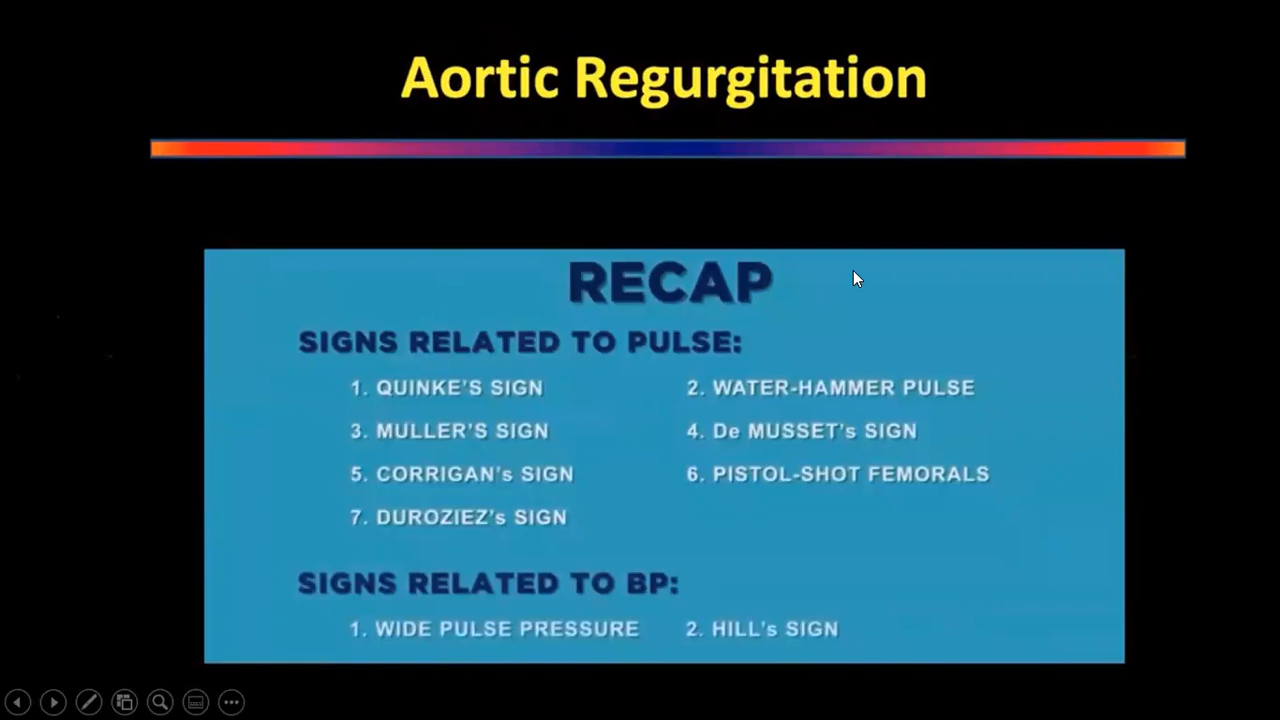 Aortic Regurgitation
RECAP
SIGNS RELATED TO PULSE:
1. QUINKE'S SIGN 2. WATER-HAMMER PULSE
3. MULLER'S SIGN 4. De MUSSET's SIGN
5. CORRIGAN's SIGN 6. PISTOL-SHOT FEMORALS
7. DUROZIEZ's SIGN
SIGNS RELATED TO BP:
1. WIDE PULSE PRESSURE 2. HILL's SIGN